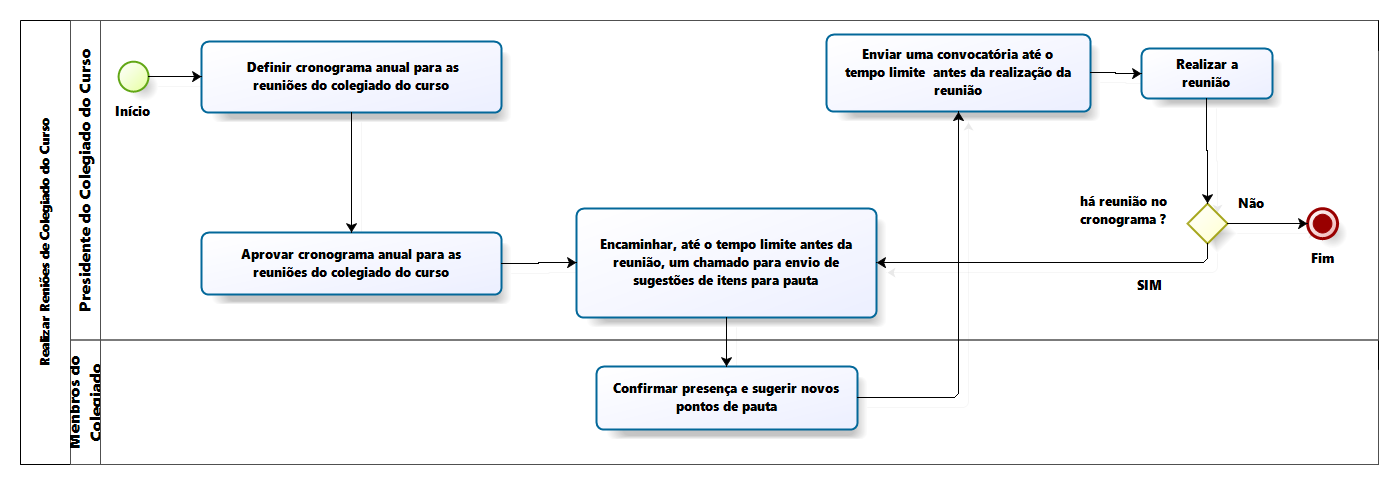 Realizar Reniões de Colegiado do Curso
Presidente do Colegiado do Curso
Início
Definir cronograma anual para as
reuniões do colegiado do curso
Aprovar cronograma anual para as
reuniões do colegiado do curso
Encaminhar, até o tempo limite antes da
reunião, um chamado para envio de
sugestões de itens para pauta
Enviar uma convocatória até o
tempo limite antes da realização da
reunião
Realizar a
reunião
há reunião no
cronograma ?
Não
Fim
SIM
Membros do
Colegiado
Confirmar presença e sugerir novos
pontos de pauta